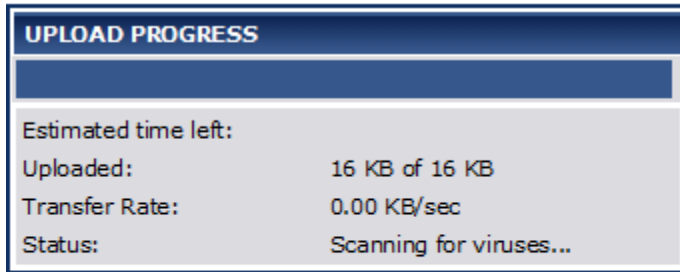 UPLOAD PROGRESS
Estimated time left:
Uploaded: 16 KB of 16 KB
Transfer Rate: 0.00 KB/sec
Status: Scanning for viruses...